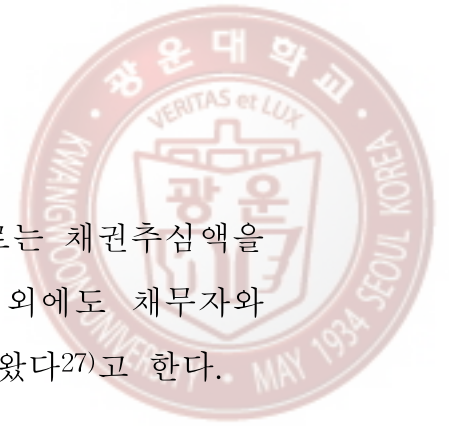 광운대학교
VERITAS et LUX
광운
KWANGWOON UNIVERSITY • MAY 1934 SEOUL KOREA
로는 채권추심액을
외에도 채무자와
왔다27)고 한다.